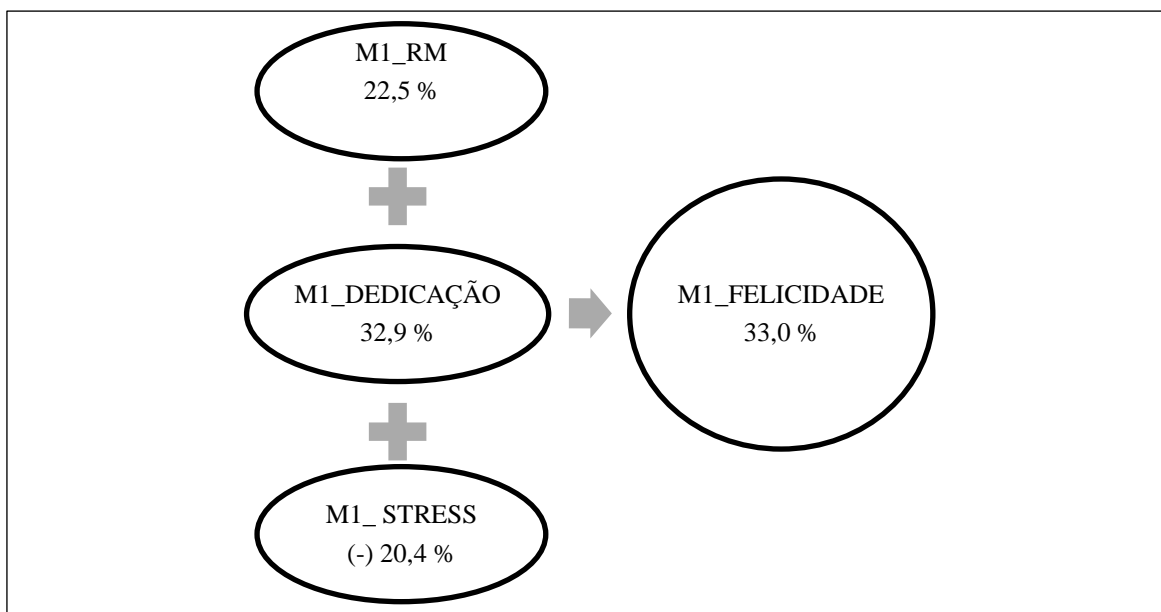 M1_RM
22,5 %
M1_DEDICAÇÃO
32,9 %
M1_FELICIDADE
33,0 %
M1_ STRESS
(-) 20,4 %